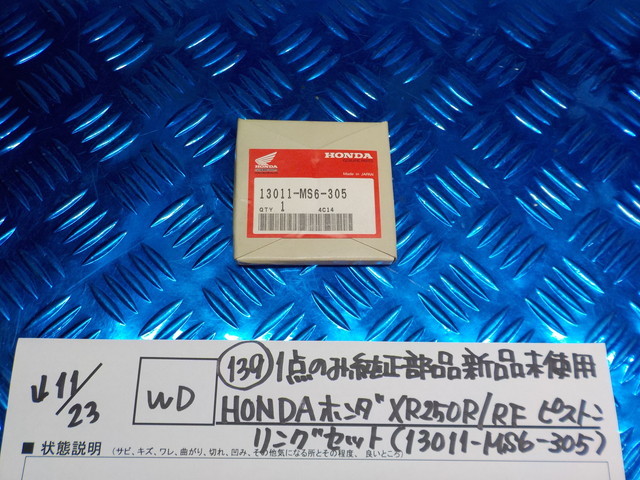 HONDA
HONDA
Made in JAPAN
13011-MS6-305
QTY 1 4C14
(139) 1点のみ純正部品新品未使用
↓11/23
WD
HONDAホンダ XR250R/RF ピストン
リングセット(13011-MS6-305)
■ 状態説明 (サビ、キズ、ワレ、曲がり、切れ、凹み、その他気になる所とその程度、良いところ)